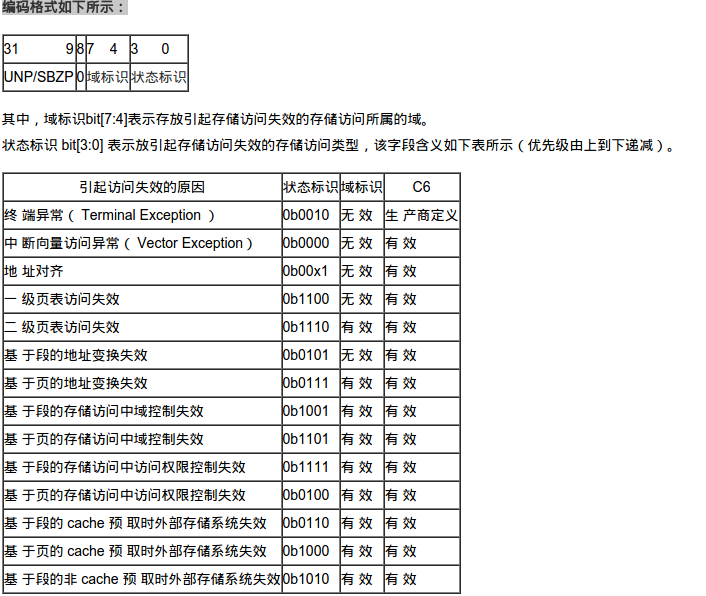 编码格式如下所示：
31 9 8 7 4 3 0
UNP/SBZP 0 域标识 状态标识
其中，域标识bit[7:4]表示存放引起存储访问失效的存储访问所属的域。
状态标识 bit[3:0] 表示放引起存储访问失效的存储访问类型，该字段含义如下表所示（优先级由上到下递减）。
引起访问失效的原因 状态标识 域标识 C6
终 端异常（ Terminal Exception ） 0b0010 无 效 生 产商定义
中 断向量访问异常（ Vector Exception） 0b0000 无 效 有 效
地 址对齐 0b00x1 无 效 有 效
一 级页表访问失效 0b1100 无 效 有 效
二 级页表访问失效 0b1110 有 效 有 效
基 于段的地址变换失效 0b0101 无 效 有 效
基 于页的地址变换失效 0b0111 有 效 有 效
基 于段的存储访问中域控制失效 0b1001 有 效 有 效
基 于页的存储访问中域控制失效 0b1101 有 效 有 效
基 于段的存储访问中访问权限控制失效 0b1111 有 效 有 效
基 于页的存储访问中访问权限控制失效 0b0100 有 效 有 效
基 于段的 cache 预 取时外部存储系统失效 0b0110 有 效 有 效
基 于页的 cache 预 取时外部存储系统失效 0b1000 有 效 有 效
基 于段的非 cache 预 取时外部存储系统失效 0b1010 有 效 有 效